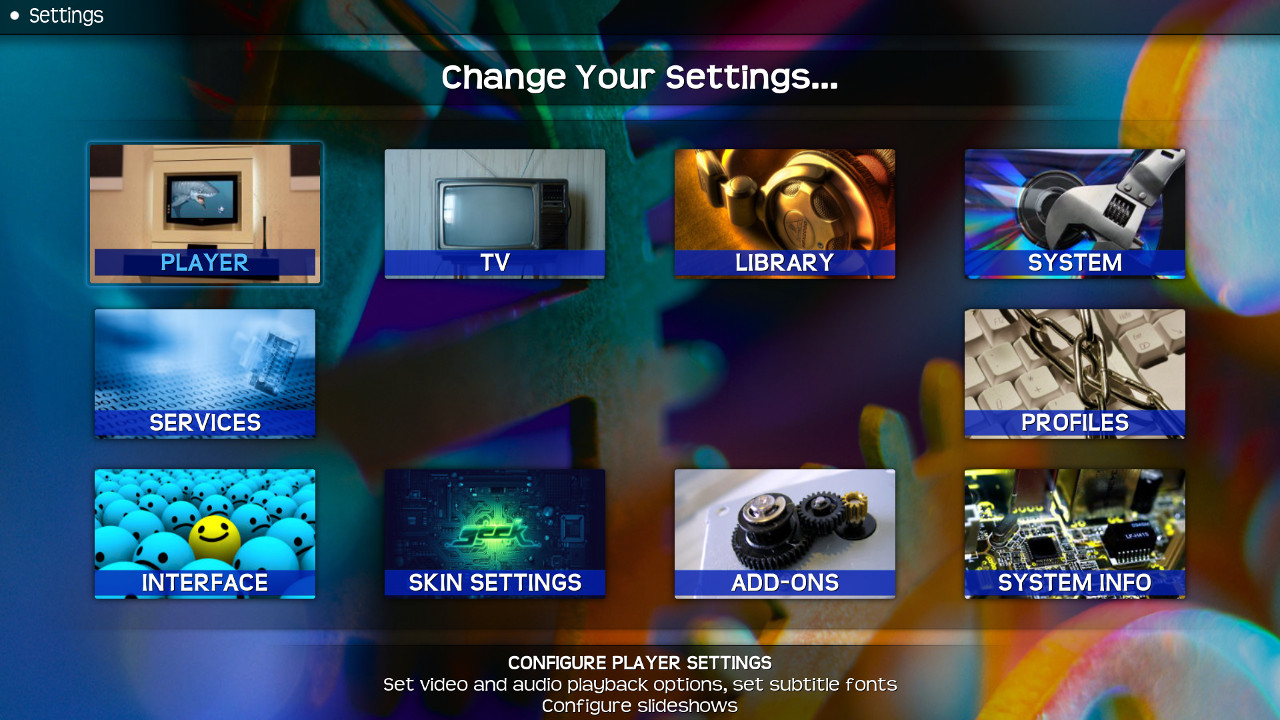 Settings
Change Your Settings...
PLAYER
TV
LIBRARY
SYSTEM
SERVICES
PROFILES
INTERFACE
geek
SKIN SETTINGS
ADD-ONS
SYSTEM INFO
CONFIGURE PLAYER SETTINGS
Set video and audio playback options, set subtitle fonts
Configure slideshows